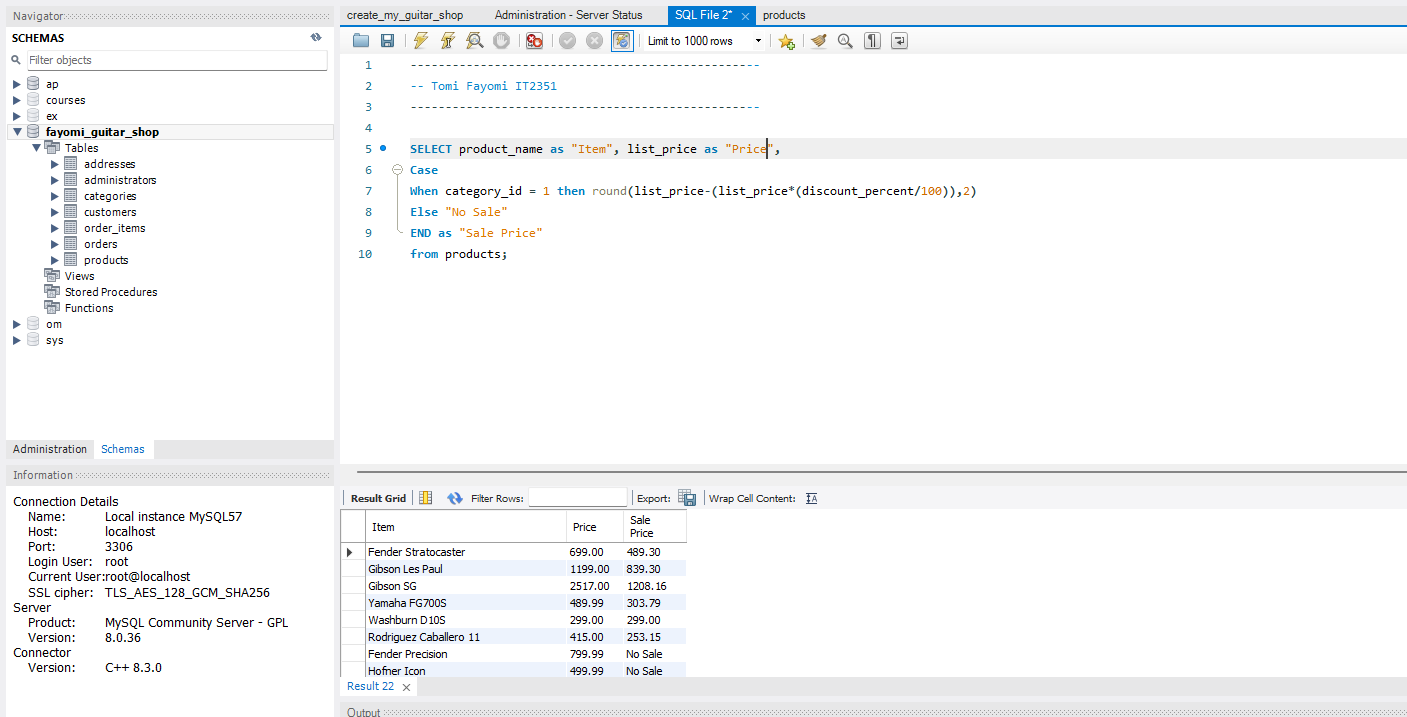 Navigator
SCHEMAS
Filter objects
ap
courses
ex
fayomi_guitar_shop
Tables
addresses
administrators
categories
customers
order_items
orders
products
Views
Stored Procedures
Functions
om
sys
Administration Schemas
Information
Connection Details
Name: Local instance MySQL57
Host: localhost
Port: 3306
Login User: root
Current User:root@localhost
SSL cipher: TLS_AES_128_GCM_SHA256
Server
Product: MySQL Community Server - GPL
Version: 8.0.36
Connector
Version: C++ 8.3.0
create_my_guitar_shop Administration - Server Status SQL File 2* products
Limit to 1000 rows
1 --------------------------------------------------
2 -- Tomi Fayomi IT2351
3 --------------------------------------------------
4
5 SELECT product_name as "Item", list_price as "Price",
6 Case
7 When category_id = 1 then round(list_price-(list_price*(discount_percent/100)),2)
8 Else "No Sale"
9 END as "Sale Price"
10 from products;
Result Grid Filter Rows: Export: Wrap Cell Content:
Item Price Sale Price
Fender Stratocaster 699.00 489.30
Gibson Les Paul 1199.00 839.30
Gibson SG 2517.00 1208.16
Yamaha FG700S 489.99 303.79
Washburn D10S 299.00 299.00
Rodriguez Caballero 11 415.00 253.15
Fender Precision 799.99 No Sale
Hofner Icon 499.99 No Sale
Result 22
Output